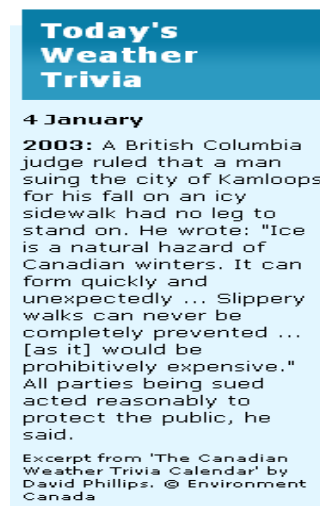 Today's
Weather
Trivia
4 January
2003: A British Columbia
judge ruled that a man
suing the city of Kamloops
for his fall on an icy
sidewalk had no leg to
stand on. He wrote: "Ice
is a natural hazard of
Canadian winters. It can
form quickly and
unexpectedly ... Slippery
walks can never be
completely prevented ...
[as it] would be
prohibitively expensive."
All parties being sued
acted reasonably to
protect the public, he
said.
Excerpt from 'The Canadian
Weather Trivia Calendar' by
David Phillips. © Environment
Canada